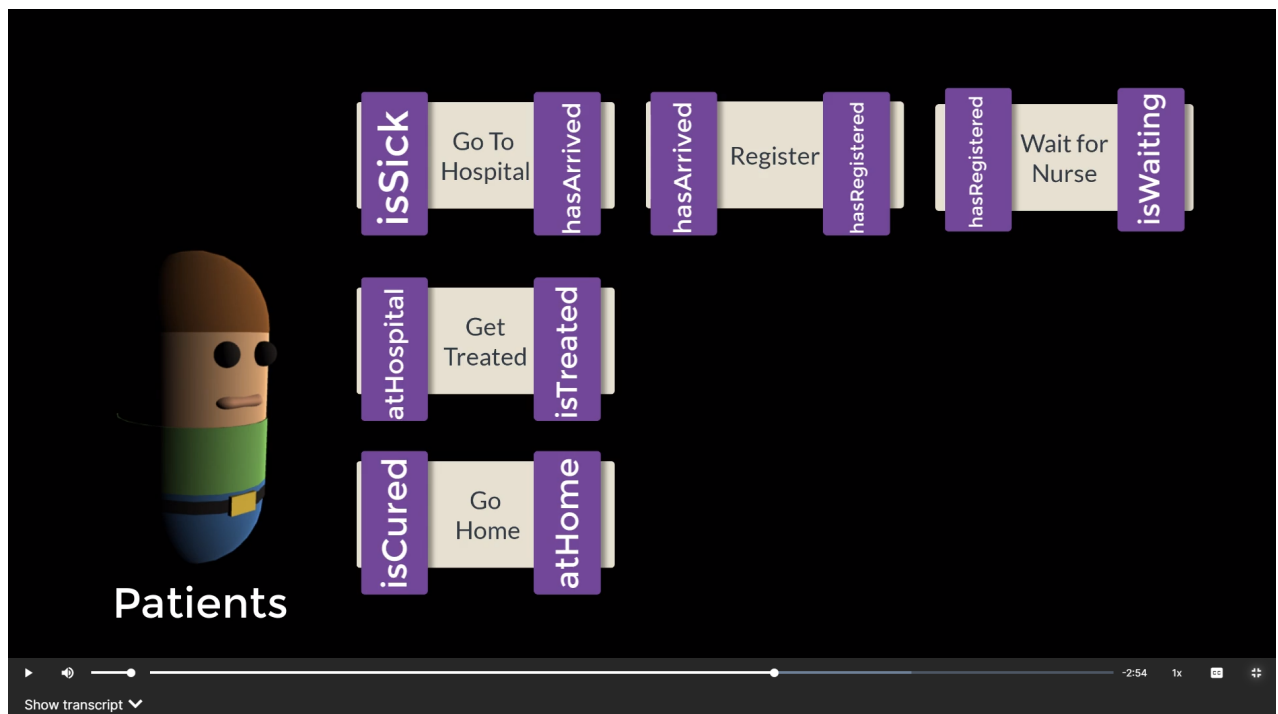 isSick
Go To
Hospital
hasArrived
hasArrived
Register
hasRegistered
hasRegistered
Wait for
Nurse
isWaiting
atHospital
Get
Treated
isTreated
isCured
Go
Home
atHome
Patients
-2:54
1x
CC
Show transcript